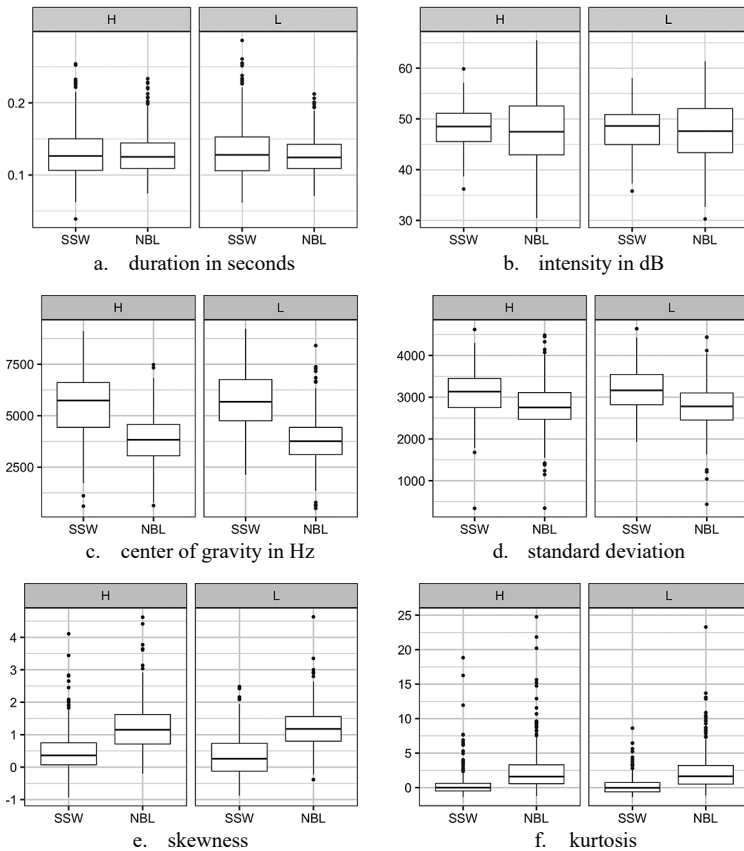 H L
0.2
0.1
SSW NBL SSW NBL
a. duration in seconds
H L
60
50
40
30
SSW NBL SSW NBL
b. intensity in dB
H L
7500
5000
2500
SSW NBL SSW NBL
c. center of gravity in Hz
H L
4000
3000
2000
1000
SSW NBL SSW NBL
d. standard deviation
H L
4
3
2
1
0
-1
SSW NBL SSW NBL
e. skewness
H L
25
20
15
10
5
0
SSW NBL SSW NBL
f. kurtosis